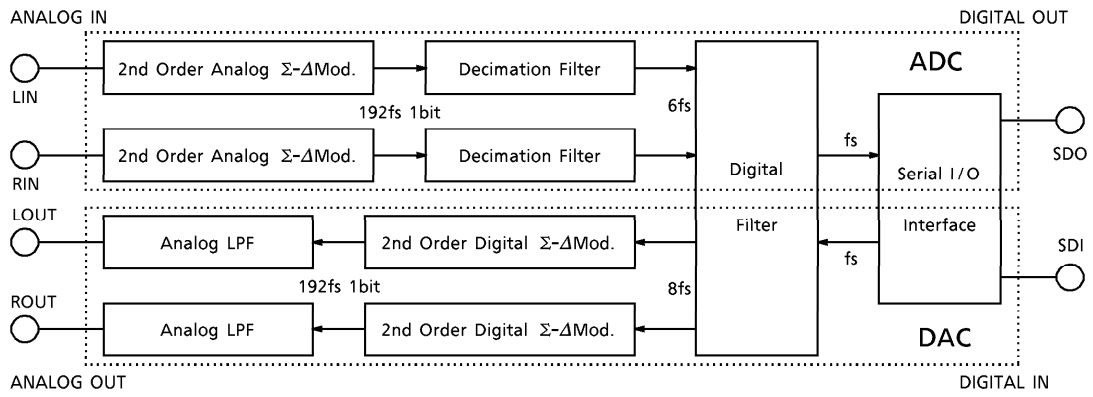 ANALOG IN
DIGITAL OUT
2nd Order Analog Σ-ΔMod.
Decimation Filter
ADC
LIN
192fs 1bit
6fs
SDO
2nd Order Analog Σ-ΔMod.
Decimation Filter
fs
RIN
Digital
Serial I/O
LOUT
Filter
Interface
Analog LPF
2nd Order Digital Σ-ΔMod.
fs
SDI
192fs 1bit
8fs
ROUT
Analog LPF
2nd Order Digital Σ-ΔMod.
DAC
ANALOG OUT
DIGITAL IN